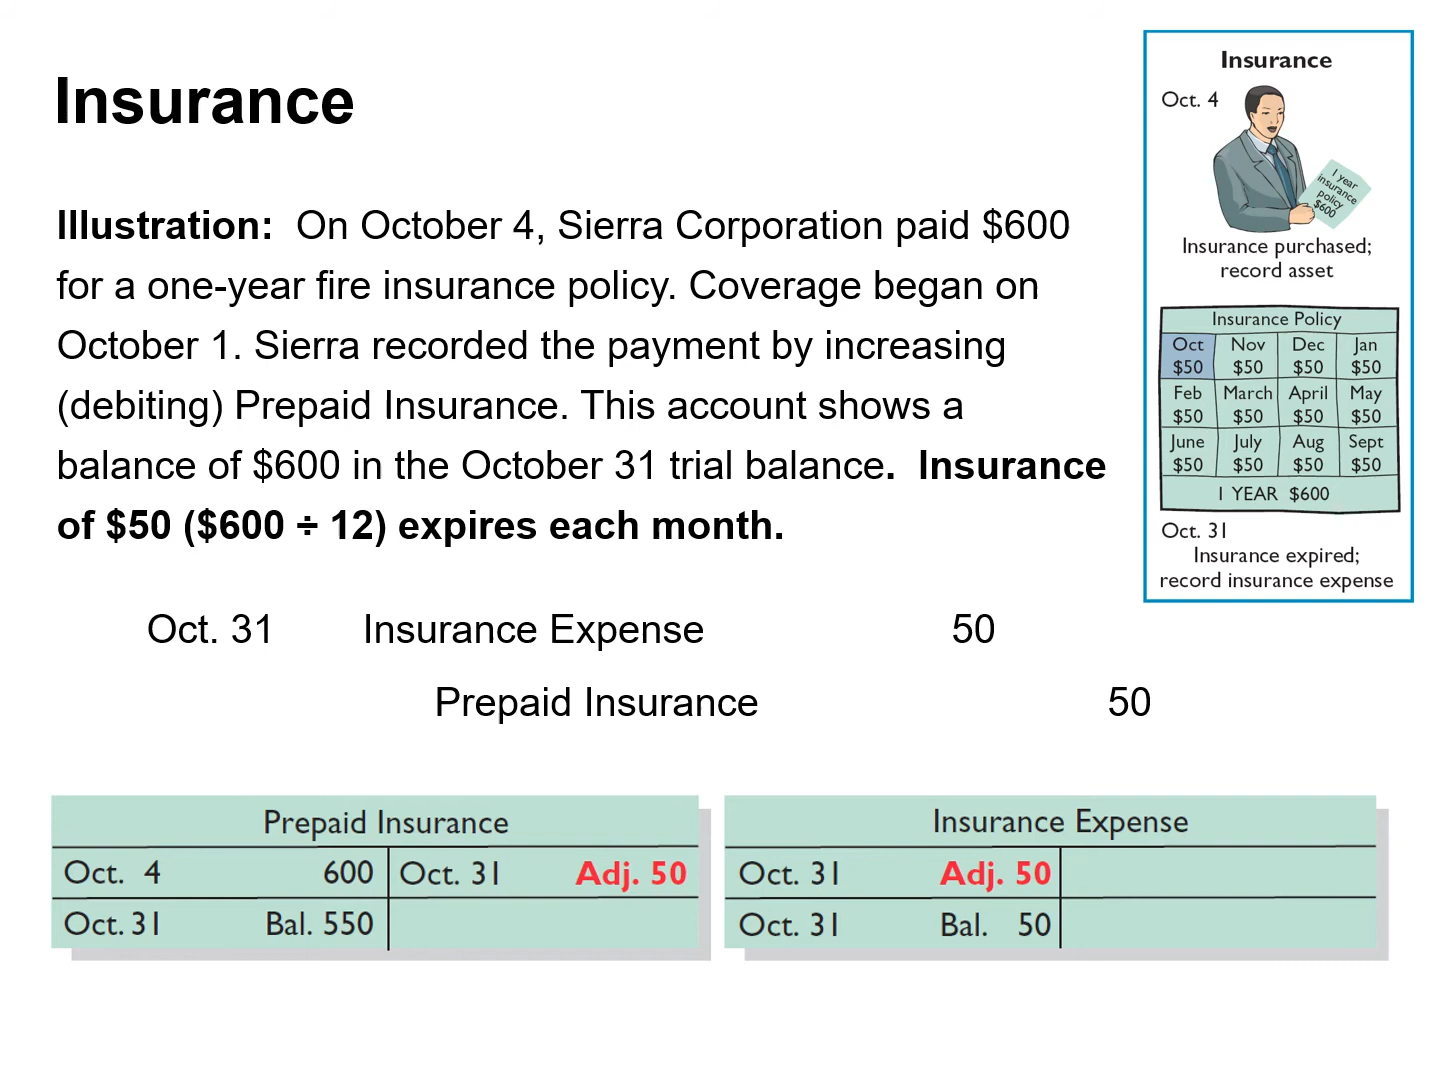 Insurance
Illustration: On October 4, Sierra Corporation paid $600
for a one-year fire insurance policy. Coverage began on
October 1. Sierra recorded the payment by increasing
(debiting) Prepaid Insurance. This account shows a
balance of $600 in the October 31 trial balance. Insurance
of $50 ($600 ÷ 12) expires each month.
Insurance
Oct. 4
1 year
insurance
policy
$600
Insurance purchased;
record asset
Insurance Policy
Oct Nov Dec Jan
$50 $50 $50 $50
Feb March April May
$50 $50 $50 $50
June July Aug Sept
$50 $50 $50 $50
1 YEAR $600
Oct. 31
Insurance expired;
record insurance expense
Oct. 31 Insurance Expense 50
Prepaid Insurance 50
Prepaid Insurance
Oct. 4 600 Oct. 31 Adj. 50
Oct. 31 Bal. 550
Insurance Expense
Oct. 31 Adj. 50
Oct. 31 Bal. 50